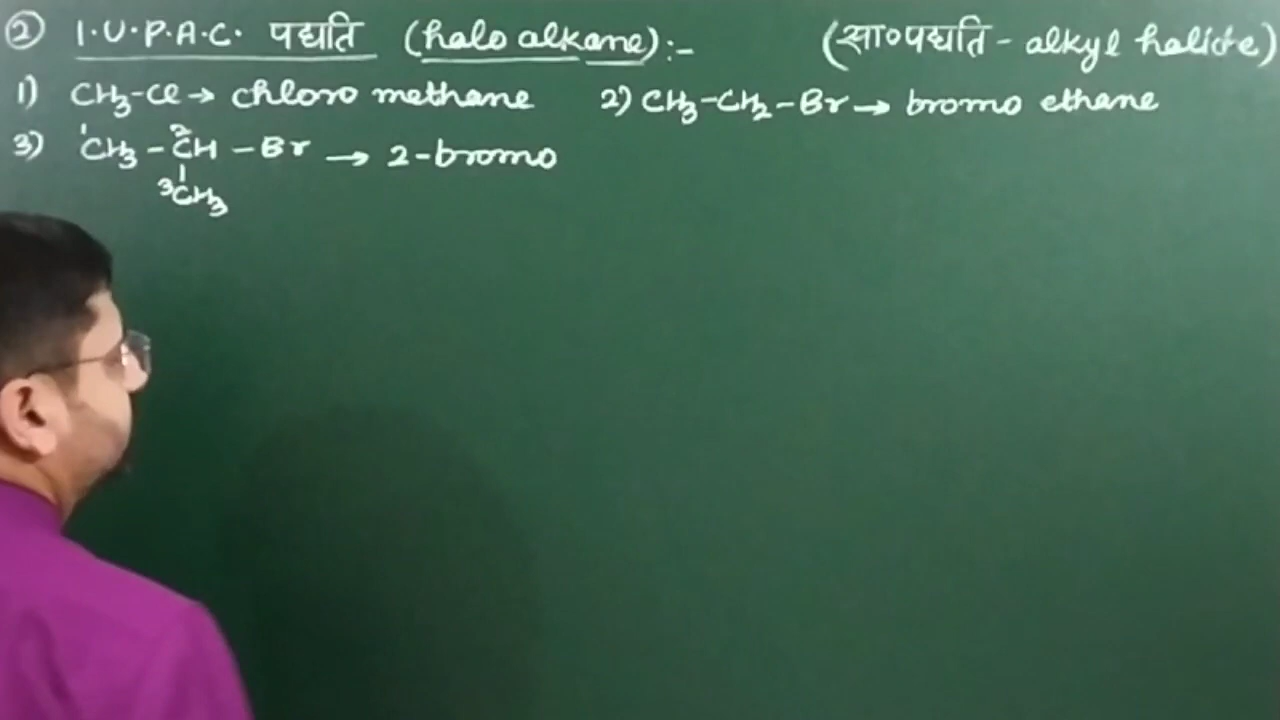 ② I.U.P.A.C. पद्यति (halo alkane):- (सा०पद्यति - alkyl halide)
1) CH₃-Cl → chloro methane 2) CH₃-CH₂-Br → bromo ethane
3) ¹CH₃ - ²CH - Br → 2-bromo
|
³CH₃